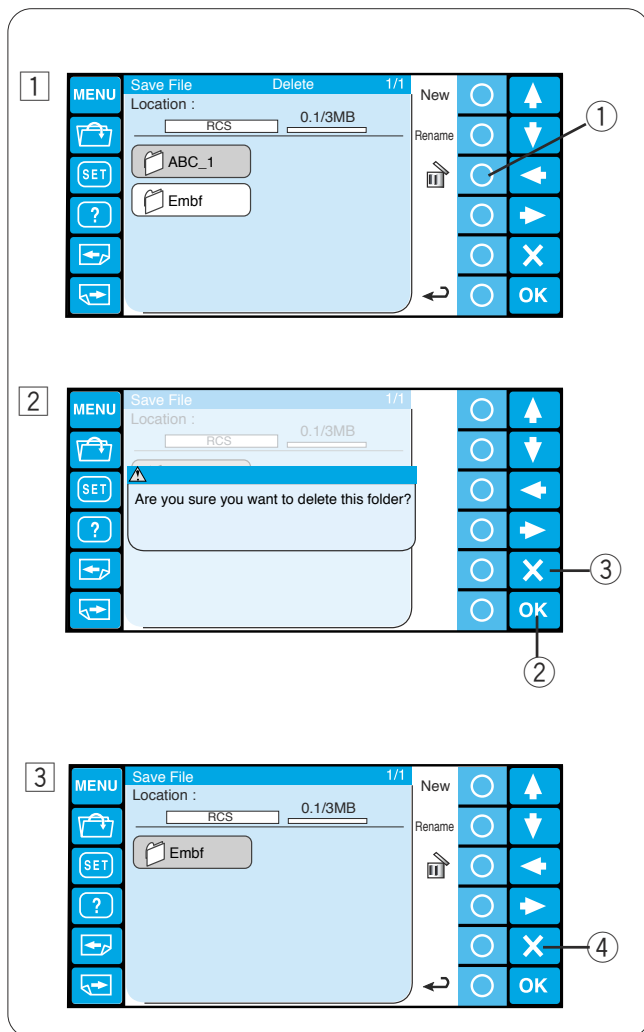 1
MENU
Save File Delete 1/1
Location :
RCS 0.1/3MB
New
Rename
①
ABC_1
SET
Embf
?
OK
2
MENU
Save File 1/1
Location :
RCS 0.1/3MB
SET
Are you sure you want to delete this folder?
?
③
OK
②
3
MENU
Save File 1/1
Location :
RCS 0.1/3MB
New
Rename
Embf
SET
?
④
OK